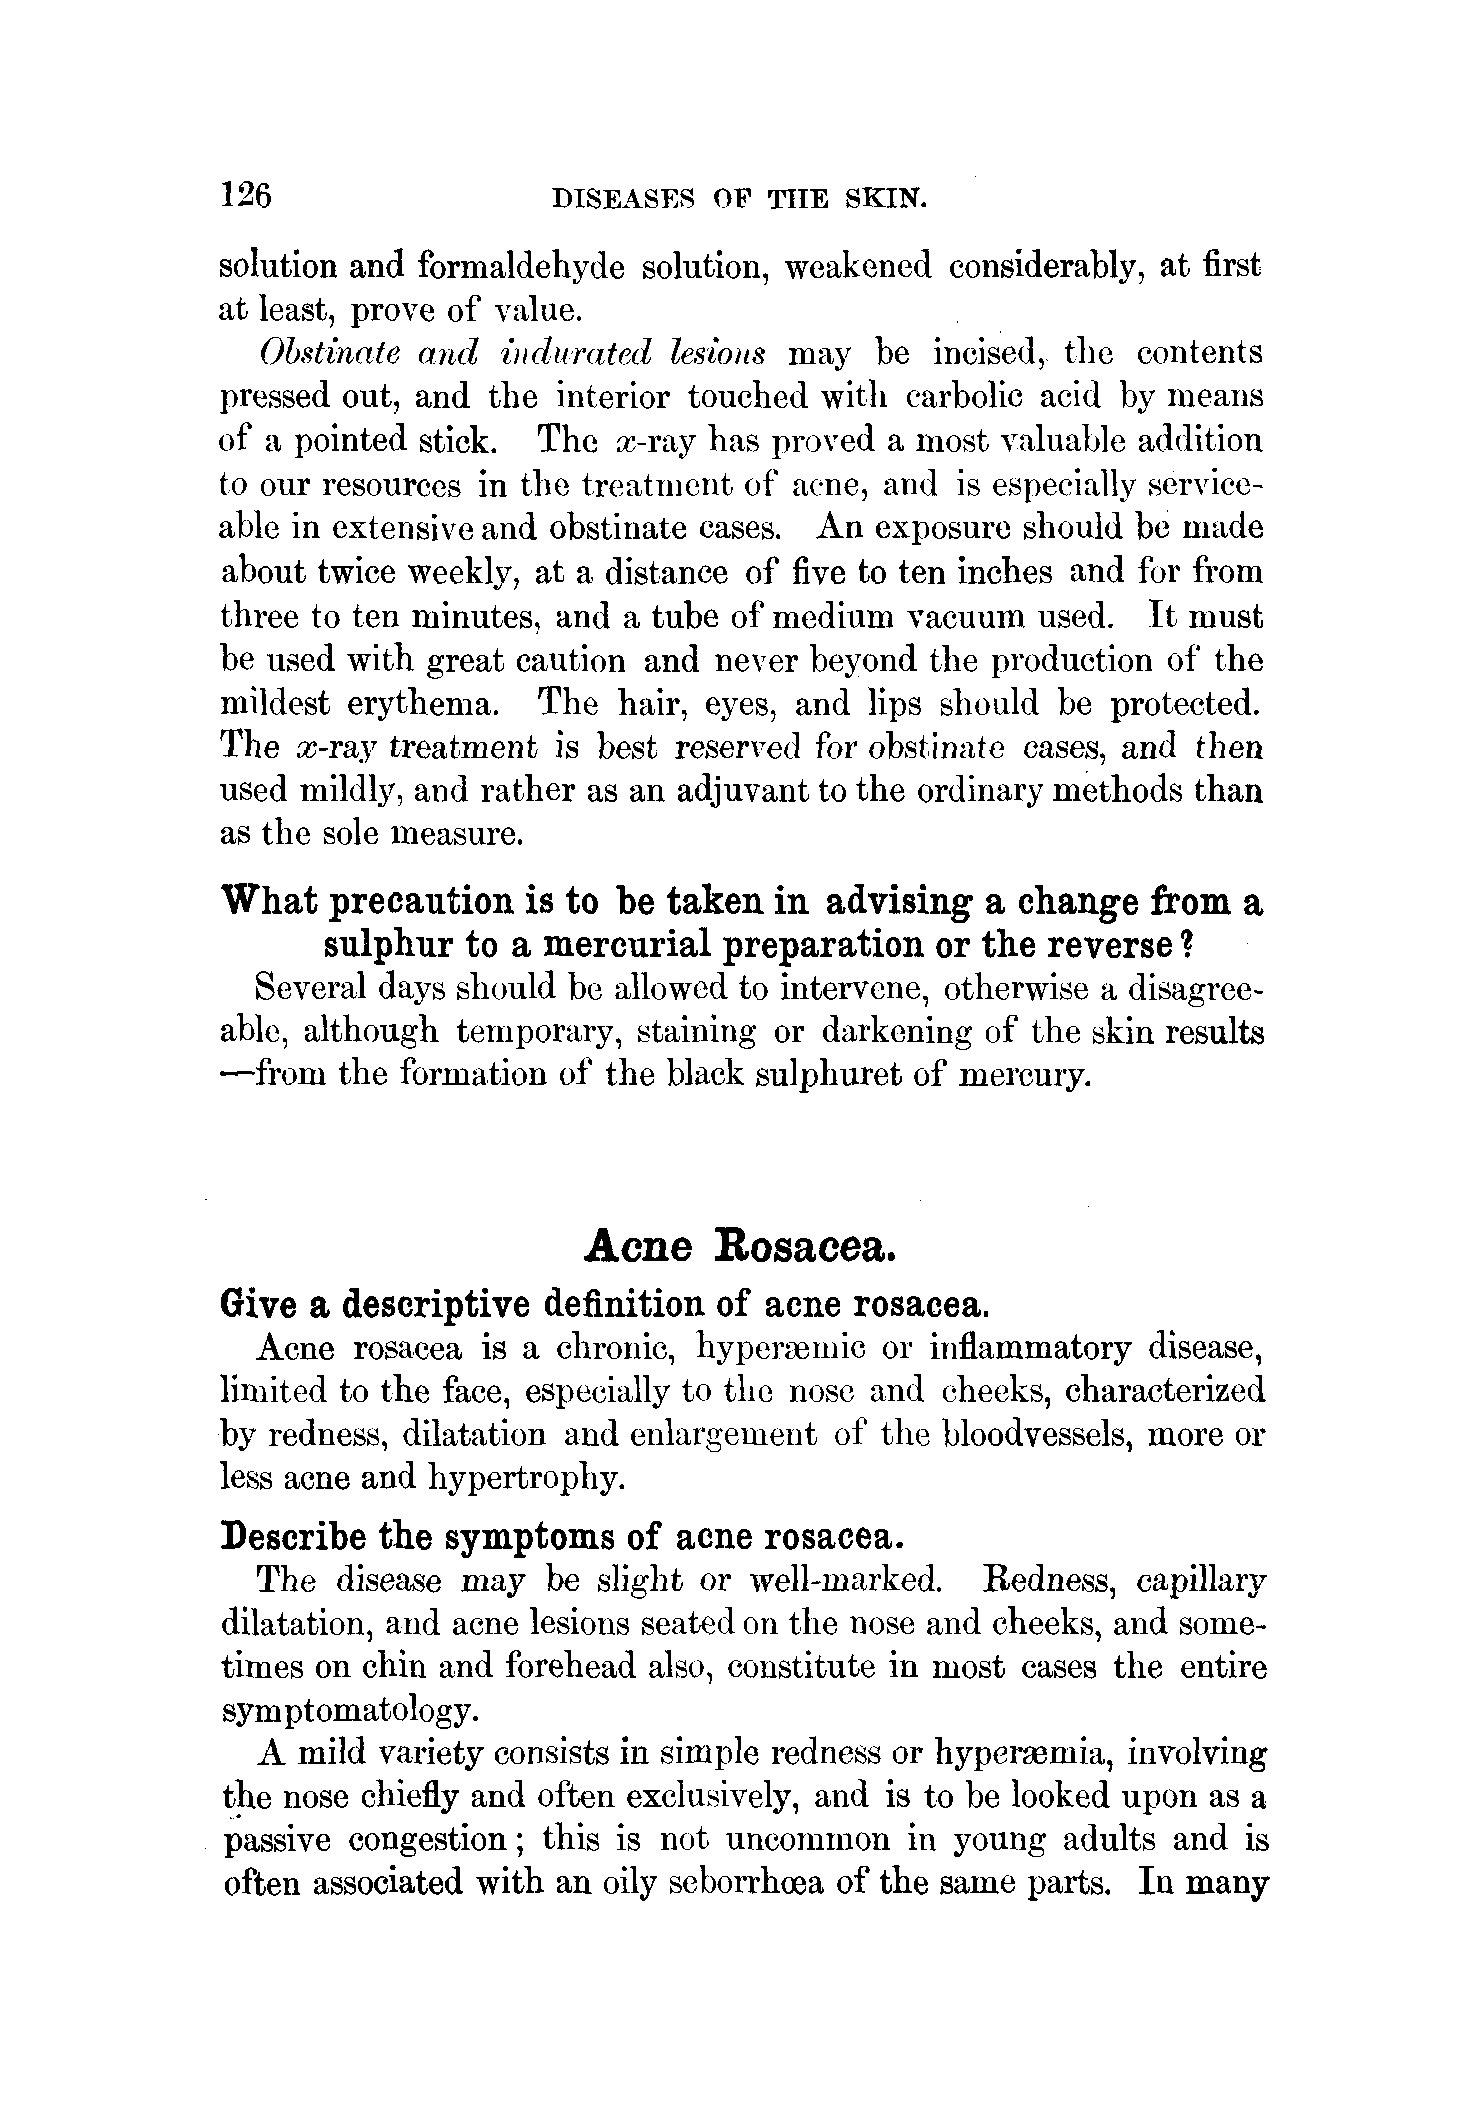 126 DISEASES OF THE SKIN.
solution and formaldehyde solution, weakened considerably, at first
at least, prove of value.
Obstinate and indurated lesions may be incised, the contents
pressed out, and the interior touched with carbolic acid by means
of a pointed stick. The x-ray has proved a most valuable addition
to our resources in the treatment of acne, and is especially service-
able in extensive and obstinate cases. An exposure should be made
about twice weekly, at a distance of five to ten inches and for from
three to ten minutes, and a tube of medium vacuum used. It must
be used with great caution and never beyond the production of the
mildest erythema. The hair, eyes, and lips should be protected.
The x-ray treatment is best reserved for obstinate cases, and then
used mildly, and rather as an adjuvant to the ordinary methods than
as the sole measure.
What precaution is to be taken in advising a change from a
sulphur to a mercurial preparation or the reverse?
Several days should be allowed to intervene, otherwise a disagree-
able, although temporary, staining or darkening of the skin results
—from the formation of the black sulphuret of mercury.
Acne Rosacea.
Give a descriptive definition of acne rosacea.
Acne rosacea is a chronic, hyperæmic or inflammatory disease,
limited to the face, especially to the nose and cheeks, characterized
by redness, dilatation and enlargement of the bloodvessels, more or
less acne and hypertrophy.
Describe the symptoms of acne rosacea.
The disease may be slight or well-marked. Redness, capillary
dilatation, and acne lesions seated on the nose and cheeks, and some-
times on chin and forehead also, constitute in most cases the entire
symptomatology.
A mild variety consists in simple redness or hyperæmia, involving
the nose chiefly and often exclusively, and is to be looked upon as a
passive congestion; this is not uncommon in young adults and is
often associated with an oily seborrhœa of the same parts. In many